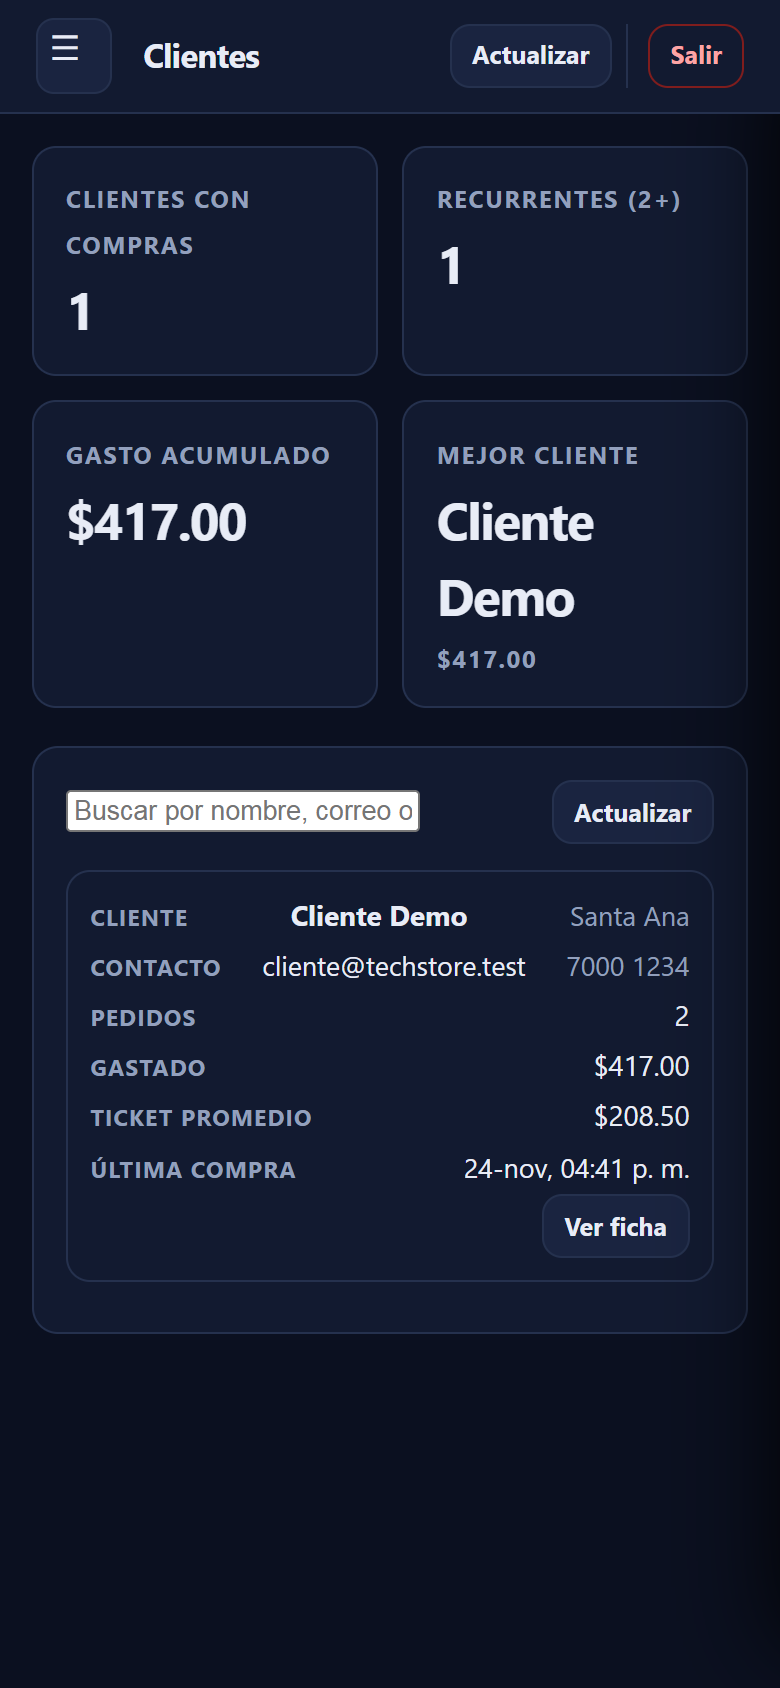 ☰ Clientes Actualizar Salir
CLIENTES CON
COMPRAS
1
RECURRENTES (2+)
1
GASTO ACUMULADO
$417.00
MEJOR CLIENTE
Cliente
Demo
$417.00
Buscar por nombre, correo o
Actualizar
CLIENTE Cliente Demo Santa Ana
CONTACTO cliente@techstore.test 7000 1234
PEDIDOS 2
GASTADO $417.00
TICKET PROMEDIO $208.50
ÚLTIMA COMPRA 24-nov, 04:41 p. m.
Ver ficha